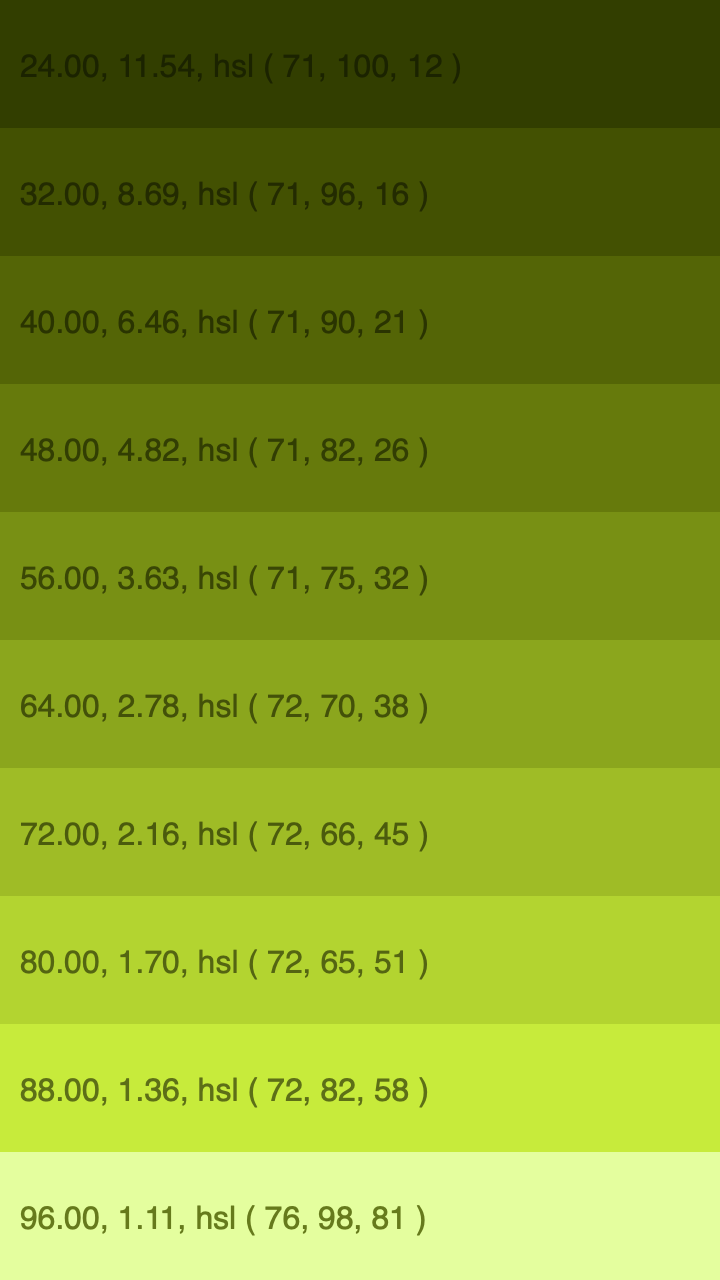 24.00, 11.54, hsl ( 71, 100, 12 )
32.00, 8.69, hsl ( 71, 96, 16 )
40.00, 6.46, hsl ( 71, 90, 21 )
48.00, 4.82, hsl ( 71, 82, 26 )
56.00, 3.63, hsl ( 71, 75, 32 )
64.00, 2.78, hsl ( 72, 70, 38 )
72.00, 2.16, hsl ( 72, 66, 45 )
80.00, 1.70, hsl ( 72, 65, 51 )
88.00, 1.36, hsl ( 72, 82, 58 )
96.00, 1.11, hsl ( 76, 98, 81 )